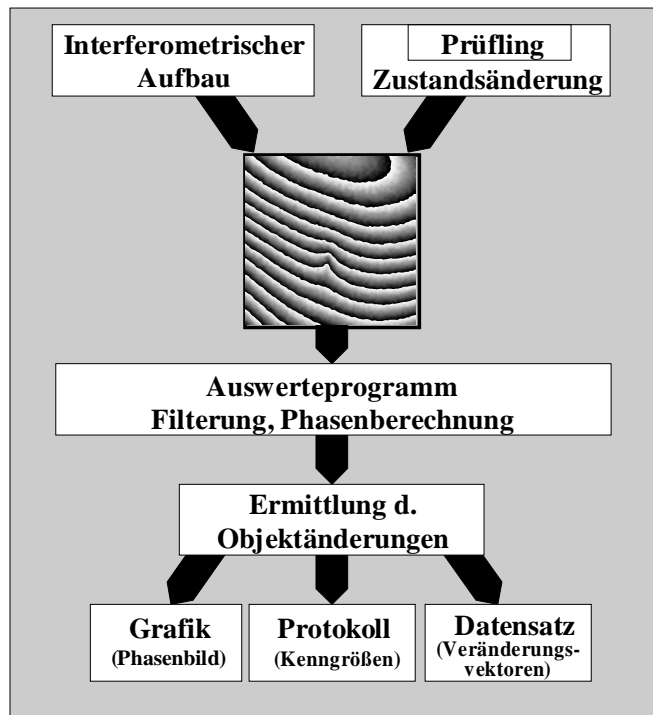 Interferometrischer
Aufbau
Prüfling
Zustandsänderung
Auswerteprogramm
Filterung, Phasenberechnung
Ermittlung d.
Objektänderungen
Grafik
(Phasenbild)
Protokoll
(Kenngrößen)
Datensatz
(Veränderungs-
vektoren)